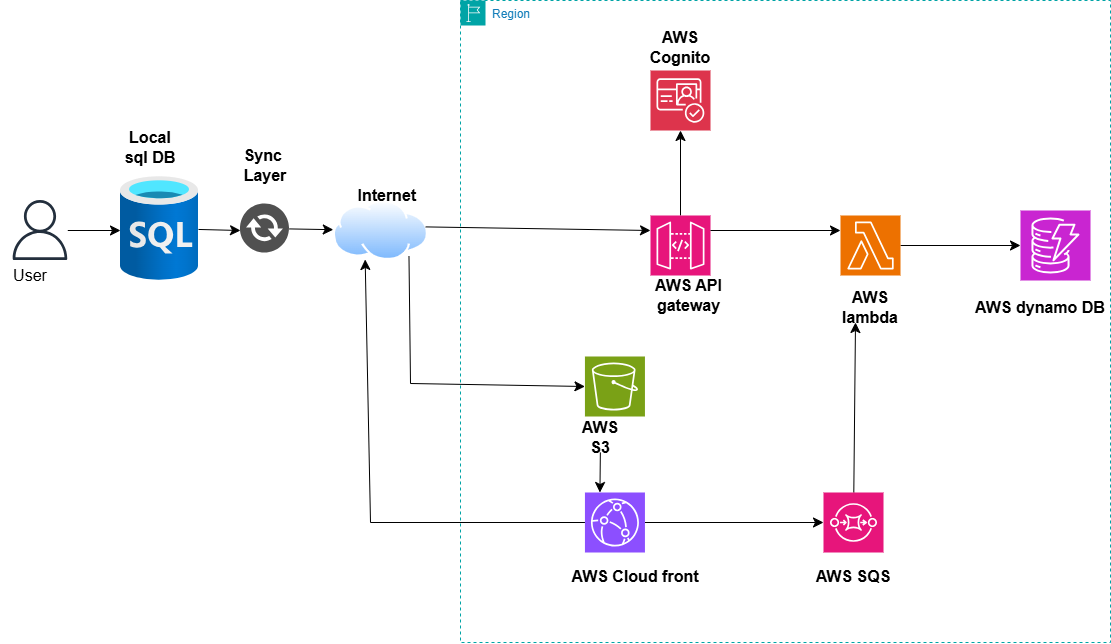 Region
AWS
Cognito
Local
sql DB
Sync
Layer
Internet
SQL
User
AWS API
gateway
AWS
lambda
AWS dynamo DB
AWS
S3
AWS Cloud front
AWS SQS